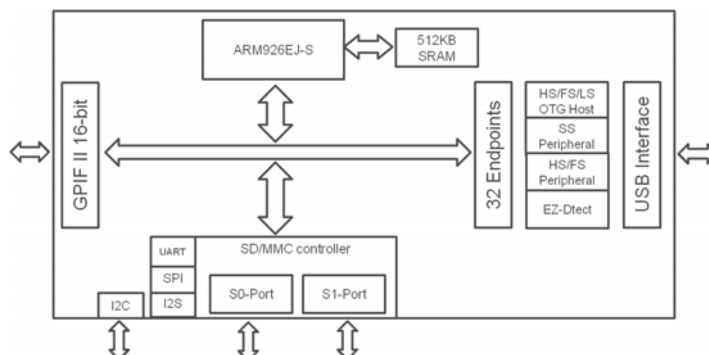 ARM926EJ-S
512KB
SRAM
GPIF II 16-bit
32 Endpoints
HS/FS/LS
OTG Host
SS
Peripheral
HS/FS
Peripheral
EZ-Dtect
USB Interface
UART
SPI
I2S
I2C
SD/MMC controller
S0-Port
S1-Port